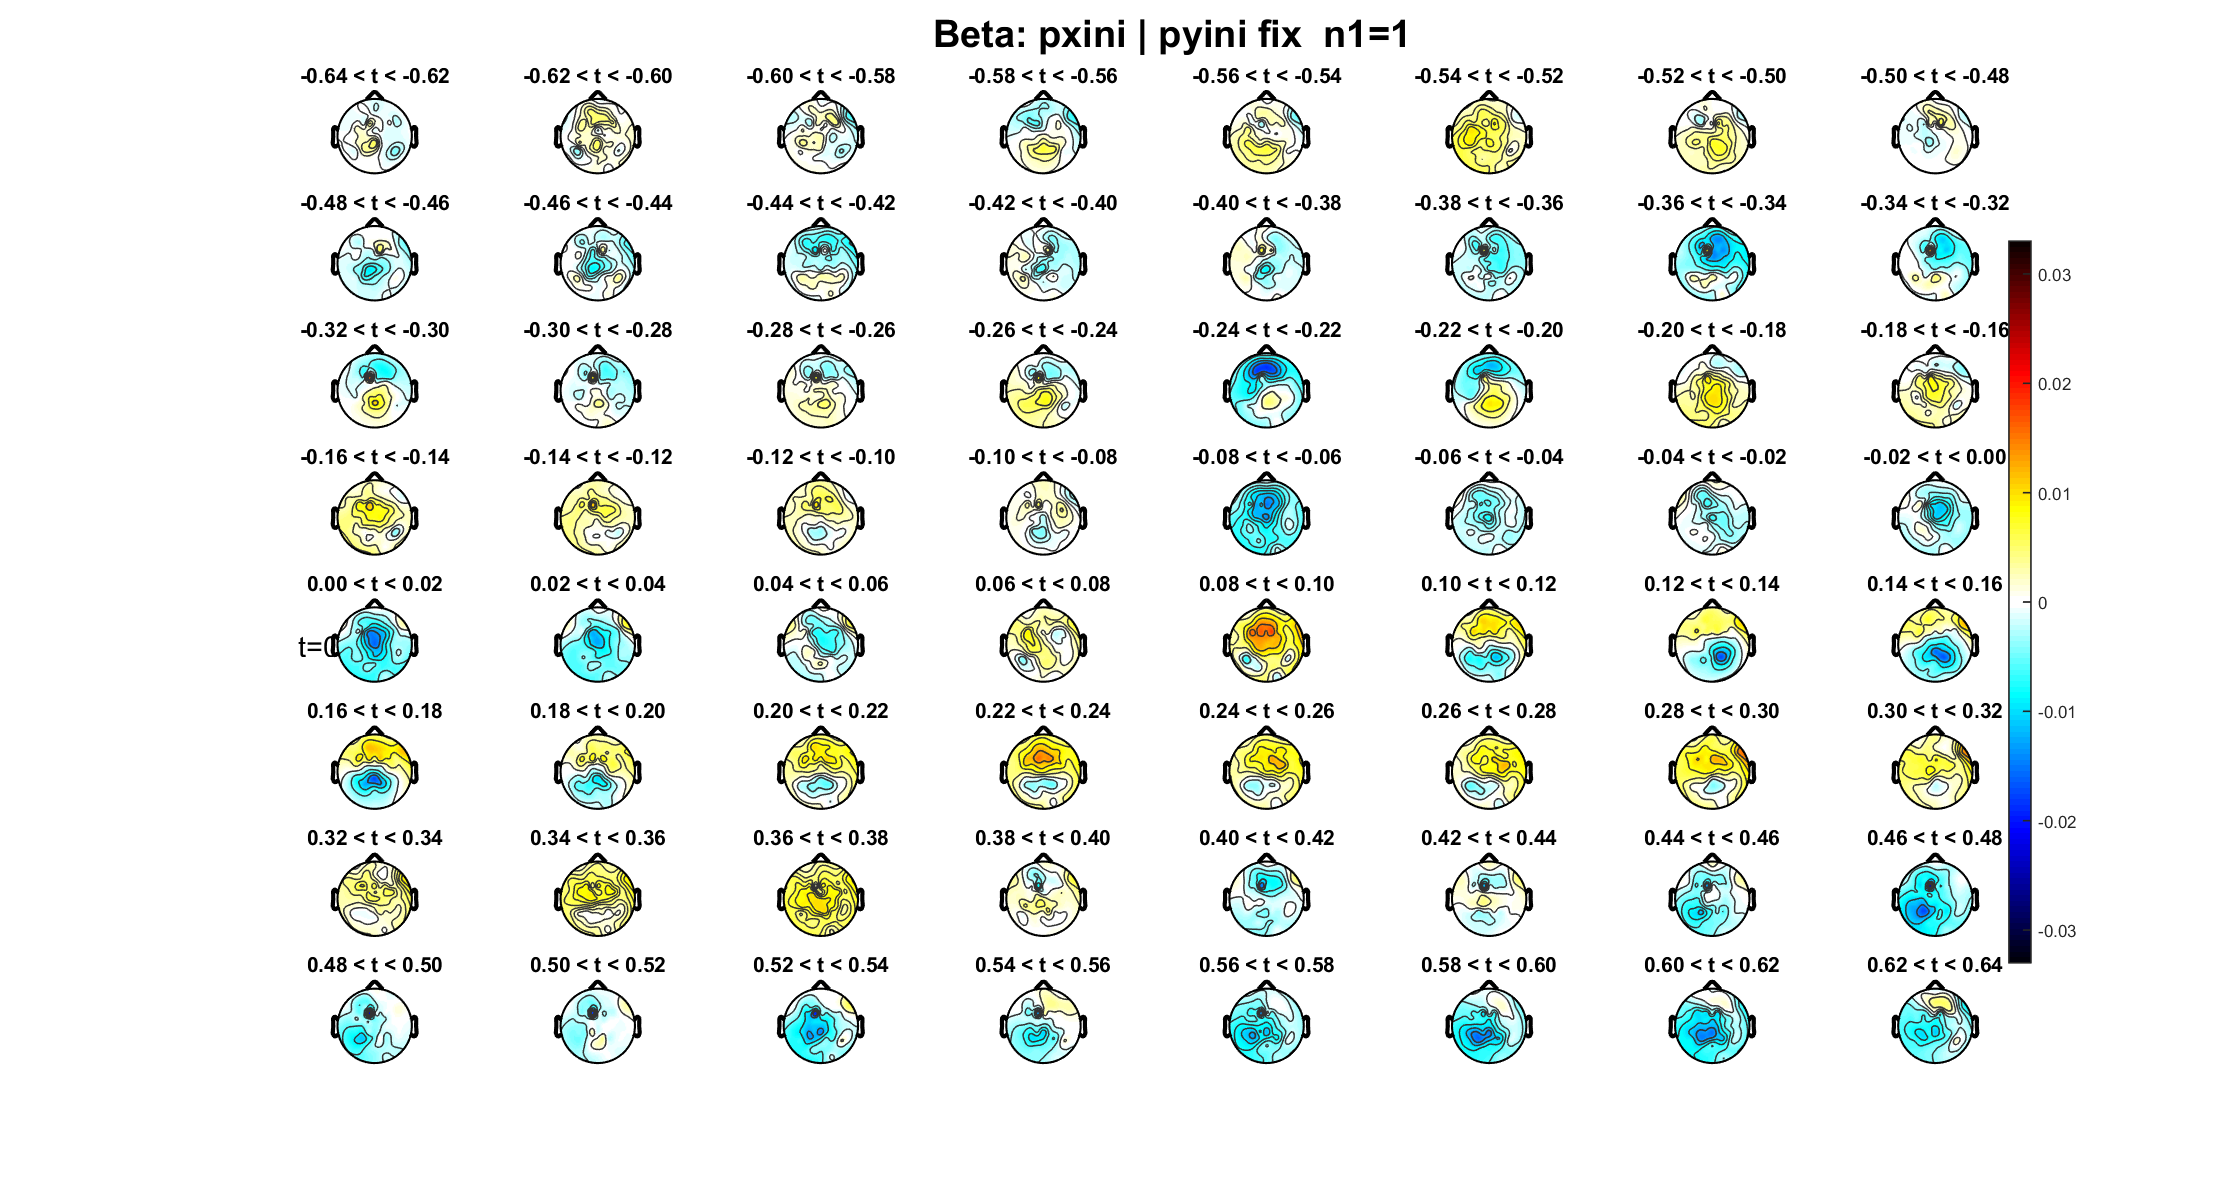 Beta: pxini | pyini fix  n1=1
-0.64 < t < -0.62 -0.62 < t < -0.60 -0.60 < t < -0.58 -0.58 < t < -0.56 -0.56 < t < -0.54 -0.54 < t < -0.52 -0.52 < t < -0.50 -0.50 < t < -0.48
-0.48 < t < -0.46 -0.46 < t < -0.44 -0.44 < t < -0.42 -0.42 < t < -0.40 -0.40 < t < -0.38 -0.38 < t < -0.36 -0.36 < t < -0.34 -0.34 < t < -0.32
0.03
-0.32 < t < -0.30 -0.30 < t < -0.28 -0.28 < t < -0.26 -0.26 < t < -0.24 -0.24 < t < -0.22 -0.22 < t < -0.20 -0.20 < t < -0.18 -0.18 < t < -0.16
0.02
-0.16 < t < -0.14 -0.14 < t < -0.12 -0.12 < t < -0.10 -0.10 < t < -0.08 -0.08 < t < -0.06 -0.06 < t < -0.04 -0.04 < t < -0.02 -0.02 < t < 0.00
0.01
0.00 < t < 0.02 0.02 < t < 0.04 0.04 < t < 0.06 0.06 < t < 0.08 0.08 < t < 0.10 0.10 < t < 0.12 0.12 < t < 0.14 0.14 < t < 0.16
0
t=0
0.16 < t < 0.18 0.18 < t < 0.20 0.20 < t < 0.22 0.22 < t < 0.24 0.24 < t < 0.26 0.26 < t < 0.28 0.28 < t < 0.30 0.30 < t < 0.32
-0.01
-0.02
0.32 < t < 0.34 0.34 < t < 0.36 0.36 < t < 0.38 0.38 < t < 0.40 0.40 < t < 0.42 0.42 < t < 0.44 0.44 < t < 0.46 0.46 < t < 0.48
-0.03
0.48 < t < 0.50 0.50 < t < 0.52 0.52 < t < 0.54 0.54 < t < 0.56 0.56 < t < 0.58 0.58 < t < 0.60 0.60 < t < 0.62 0.62 < t < 0.64